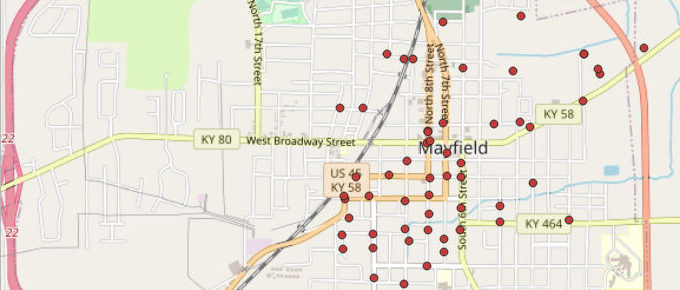 North 17th Street
North 8th Street
North 7th Street
KY 58
KY 80
West Broadway Street
Mayfield
US 45
KY 58
22
22
South 6th Street
KY 464